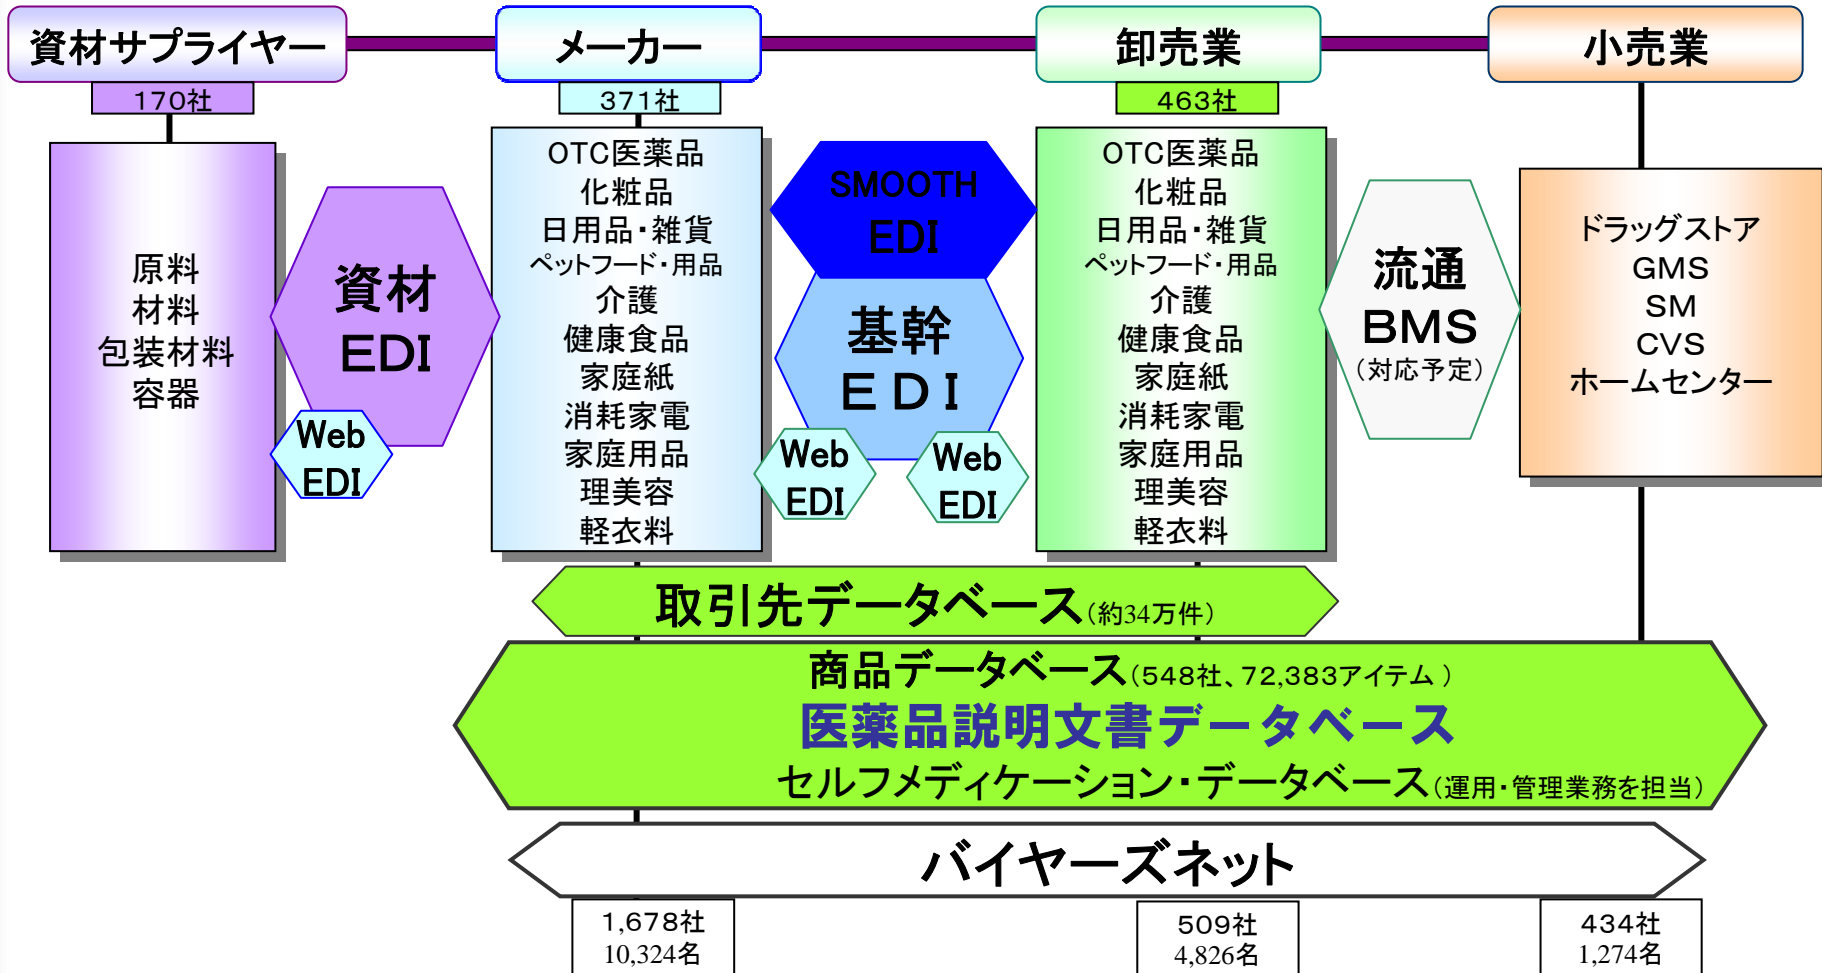 資材サプライヤー
メーカー
卸売業
小売業
170社
371社
463社
原料
材料
包装材料
容器
資材
EDI
Web
EDI
OTC医薬品
化粧品
日用品・雑貨
ペットフード・用品
介護
健康食品
家庭紙
消耗家電
家庭用品
理美容
軽衣料
SMOOTH
EDI
基幹
EDI
Web
EDI
Web
EDI
OTC医薬品
化粧品
日用品・雑貨
ペットフード・用品
介護
健康食品
家庭紙
消耗家電
家庭用品
理美容
軽衣料
流通
BMS
(対応予定)
ドラッグストア
GMS
SM
CVS
ホームセンター
取引先データベース(約34万件)
商品データベース(548社、72,383アイテム )
医薬品説明文書データベース
セルフメディケーション・データベース(運用・管理業務を担当)
バイヤーズネット
1,678社
10,324名
509社
4,826名
434社
1,274名